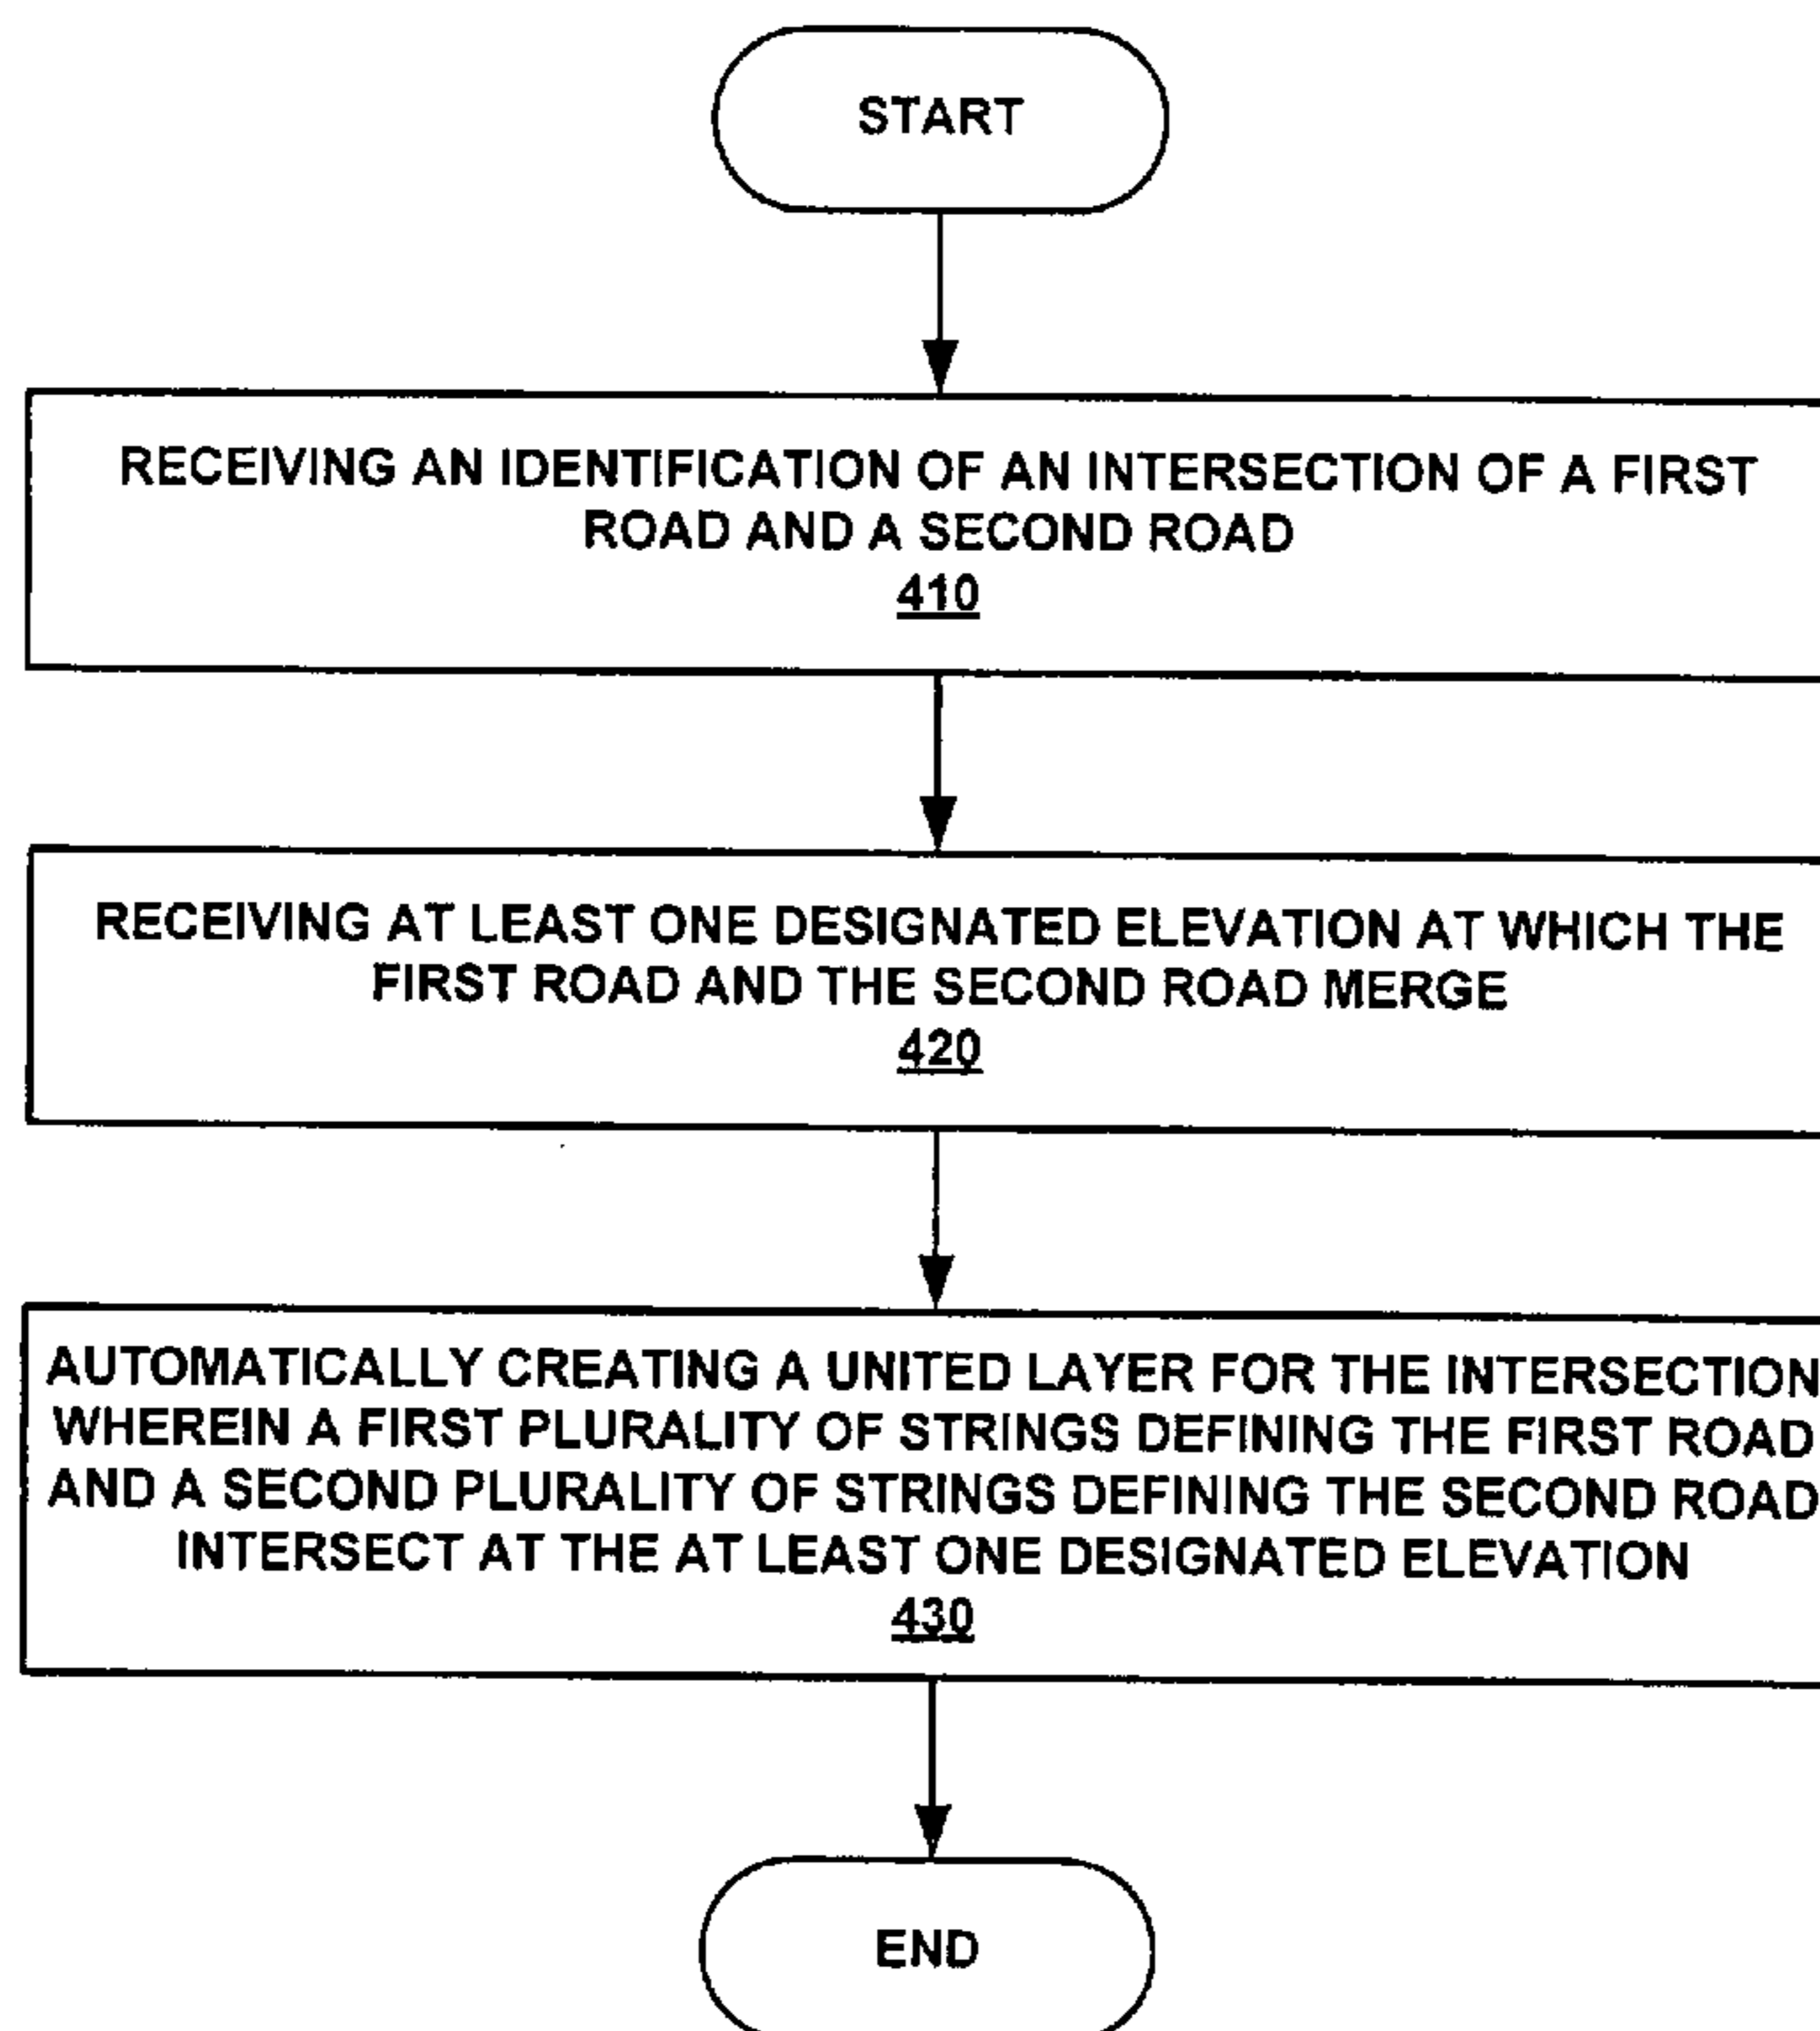 START
RECEIVING AN IDENTIFICATION OF AN INTERSECTION OF A FIRST
ROAD AND A SECOND ROAD
410
RECEIVING AT LEAST ONE DESIGNATED ELEVATION AT WHICH THE
FIRST ROAD AND THE SECOND ROAD MERGE
420
AUTOMATICALLY CREATING A UNITED LAYER FOR THE INTERSECTION
WHEREIN A FIRST PLURALITY OF STRINGS DEFINING THE FIRST ROAD
AND A SECOND PLURALITY OF STRINGS DEFINING THE SECOND ROAD
INTERSECT AT THE AT LEAST ONE DESIGNATED ELEVATION
430
END